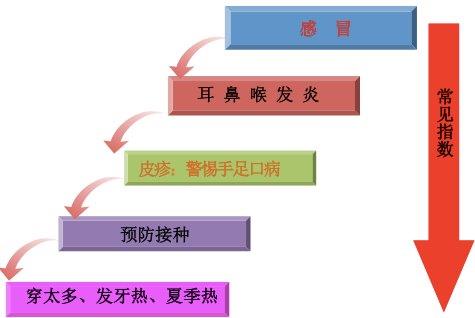 感 冒
耳 鼻 喉 发 炎
皮疹：警惕手足口病
预防接种
穿太多、发牙热、夏季热
常见指数